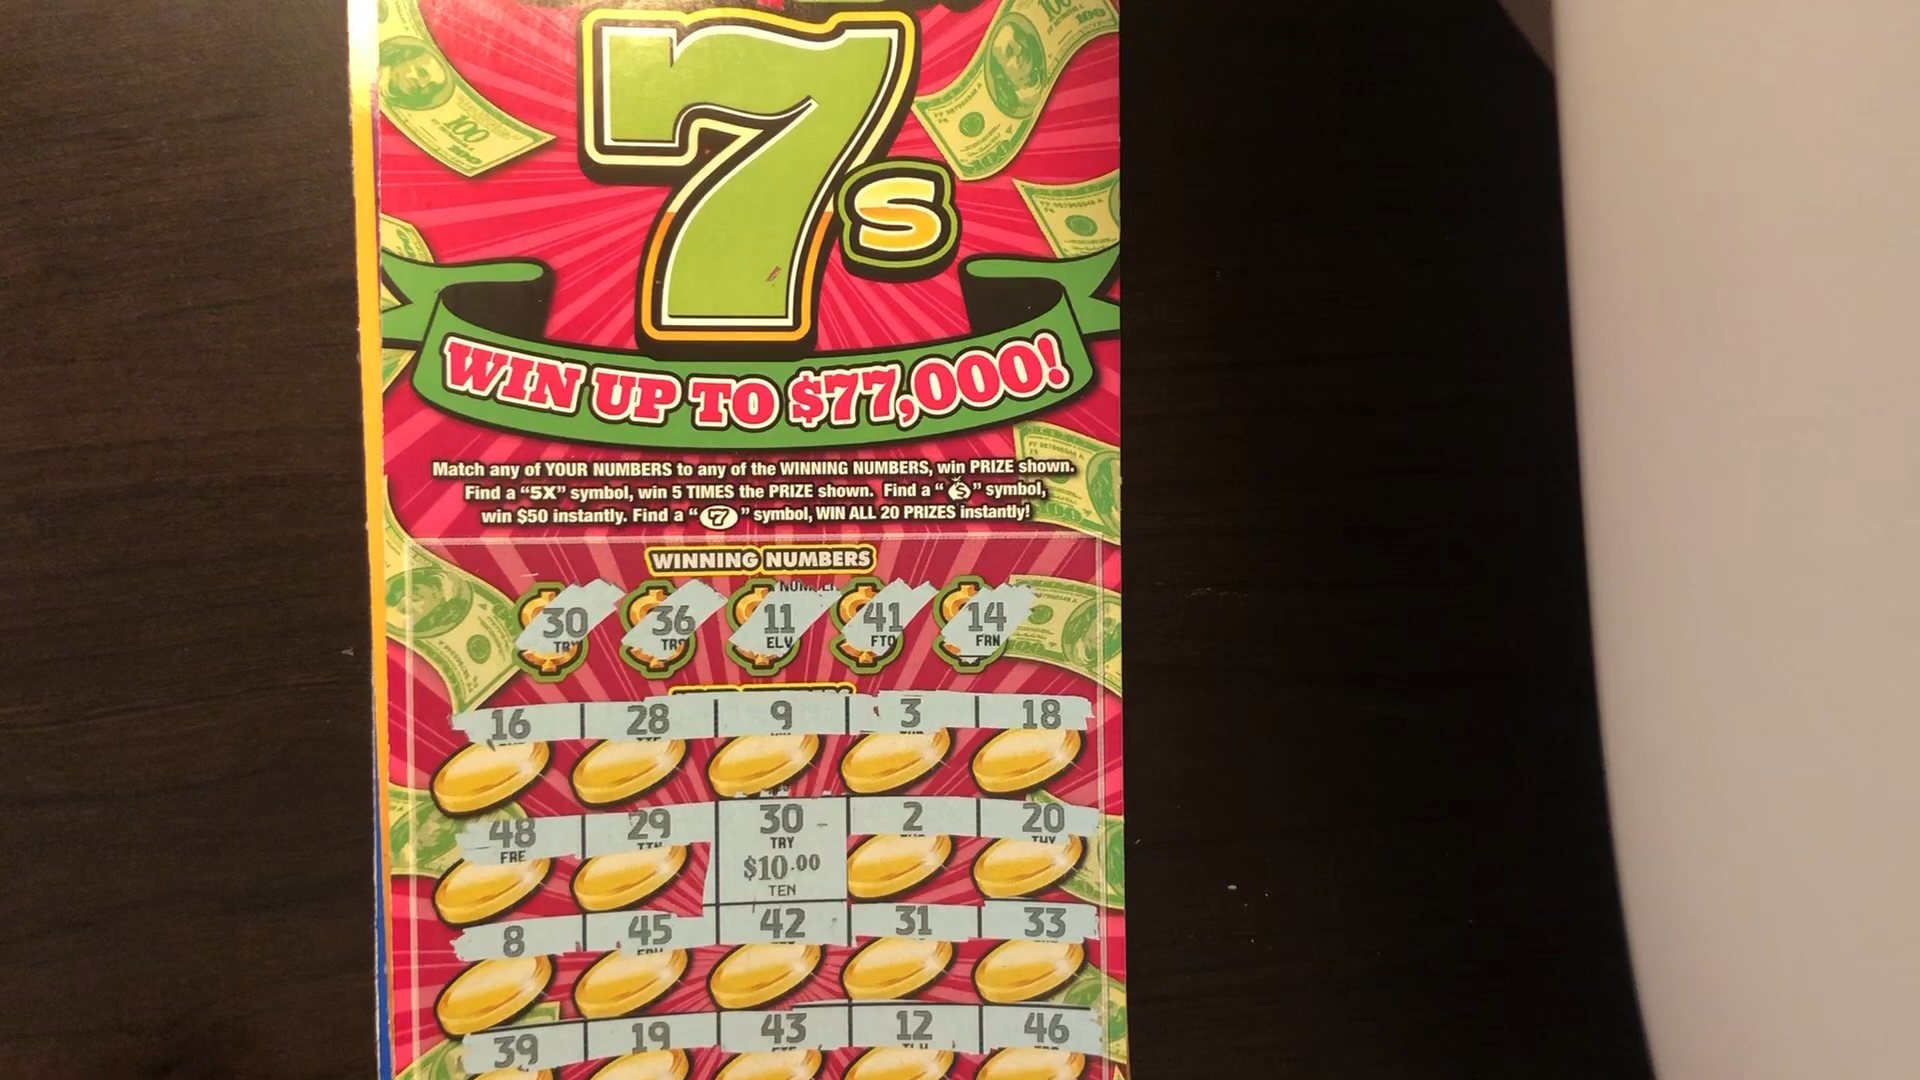 7s
WIN UP TO $77,000!
Match any of YOUR NUMBERS to any of the WINNING NUMBERS, win PRIZE shown.
Find a “5X” symbol, win 5 TIMES the PRIZE shown. Find a “$” symbol,
win $50 instantly. Find a “7” symbol, WIN ALL 20 PRIZES instantly!
WINNING NUMBERS
30 36 11 41 14
TRY TRS ELV FTO FRN
16 28 9 3 18
48 29 30 2 20
FRE TRY THY
$10.00
TEN
8 45 42 31 33
39 19 43 12 46